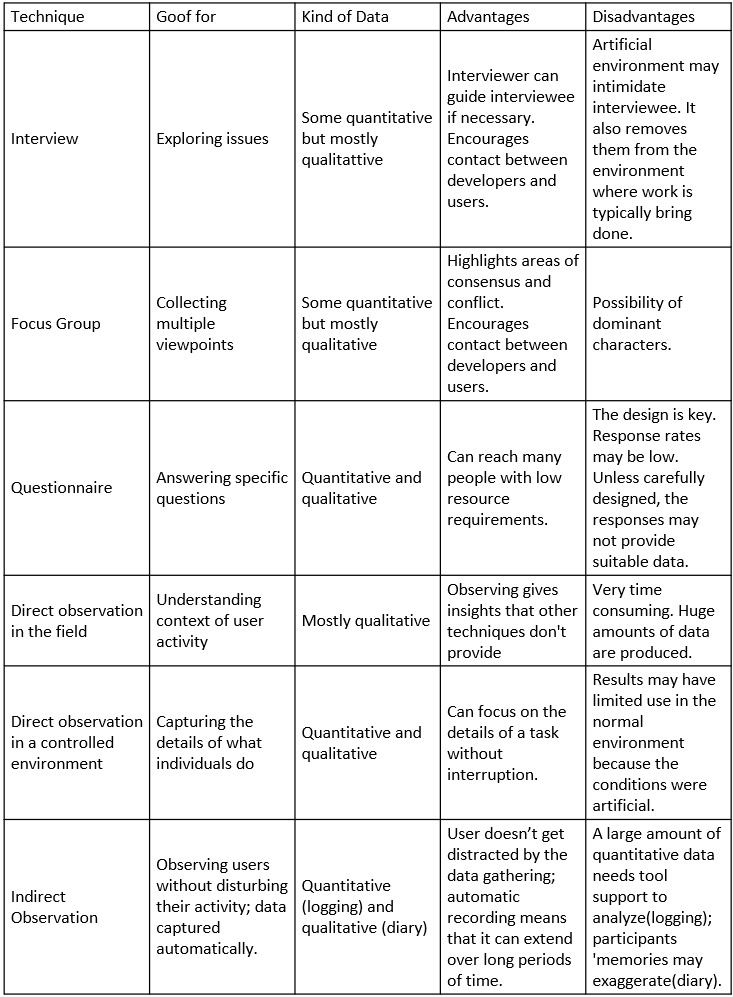 Technique
Goof for
Kind of Data
Advantages
Disadvantages
Interview
Exploring issues
Some quantitative
but mostly
qualitattive
Interviewer can
guide interviewee
if necessary.
Encourages
contact between
developers and
users.
Artificial
environment may
intimidate
interviewee. It
also removes
them from the
environment
where work is
typically bring
done.
Focus Group
Collecting
multiple
viewpoints
Some quantitative
but mostly
qualitative
Highlights areas of
consensus and
conflict.
Encourages
contact between
developers and
users.
Possibility of
dominant
characters.
Questionnaire
Answering specific
questions
Quantitative and
qualitative
Can reach many
people with low
resource
requirements.
The design is key.
Response rates
may be low.
Unless carefully
designed, the
responses may
not provide
suitable data.
Direct observation
in the field
Understanding
context of user
activity
Mostly qualitative
Observing gives
insights that other
techniques don't
provide
Very time
consuming. Huge
amounts of data
are produced.
Direct observation
in a controlled
environment
Capturing the
details of what
individuals do
Quantitative and
qualitative
Can focus on the
details of a task
without
interruption.
Results may have
limited use in the
normal
environment
because the
conditions were
artificial.
Indirect
Observation
Observing users
without disturbing
their activity; data
captured
automatically.
Quantitative
(logging) and
qualitative (diary)
User doesn’t get
distracted by the
data gathering;
automatic
recording means
that it can extend
over long periods
of time.
A large amount of
quantitative data
needs tool
support to
analyze(logging);
participants
'memories may
exaggerate(diary).